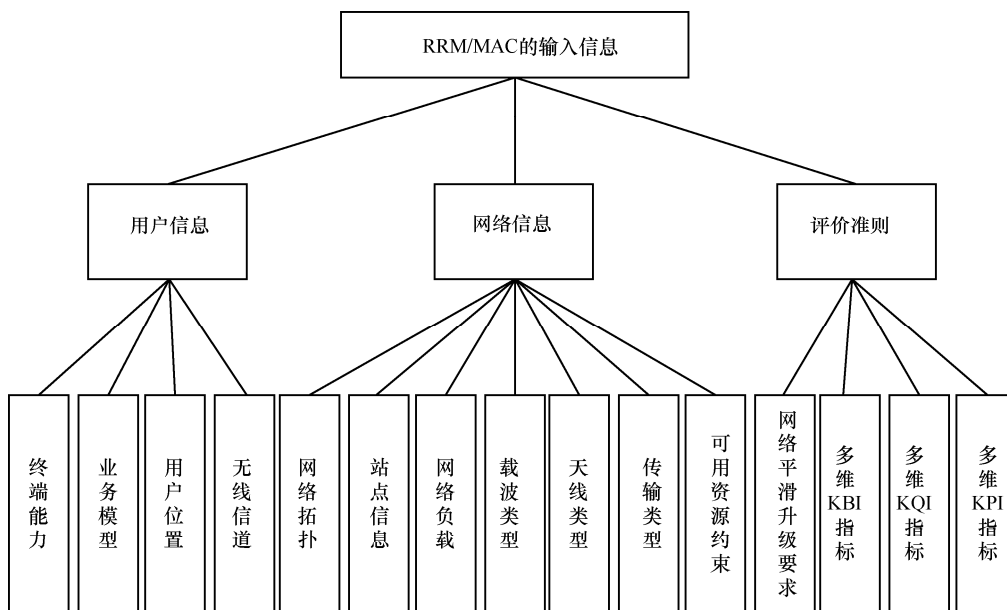 RRM/MAC的输入信息
用户信息
网络信息
评价准则
终端能力
业务模型
用户位置
无线信道
网络拓扑
站点信息
网络负载
载波类型
天线类型
传输类型
可用资源约束
网络平滑升级要求
多维KBI指标
多维KQI指标
多维KPI指标